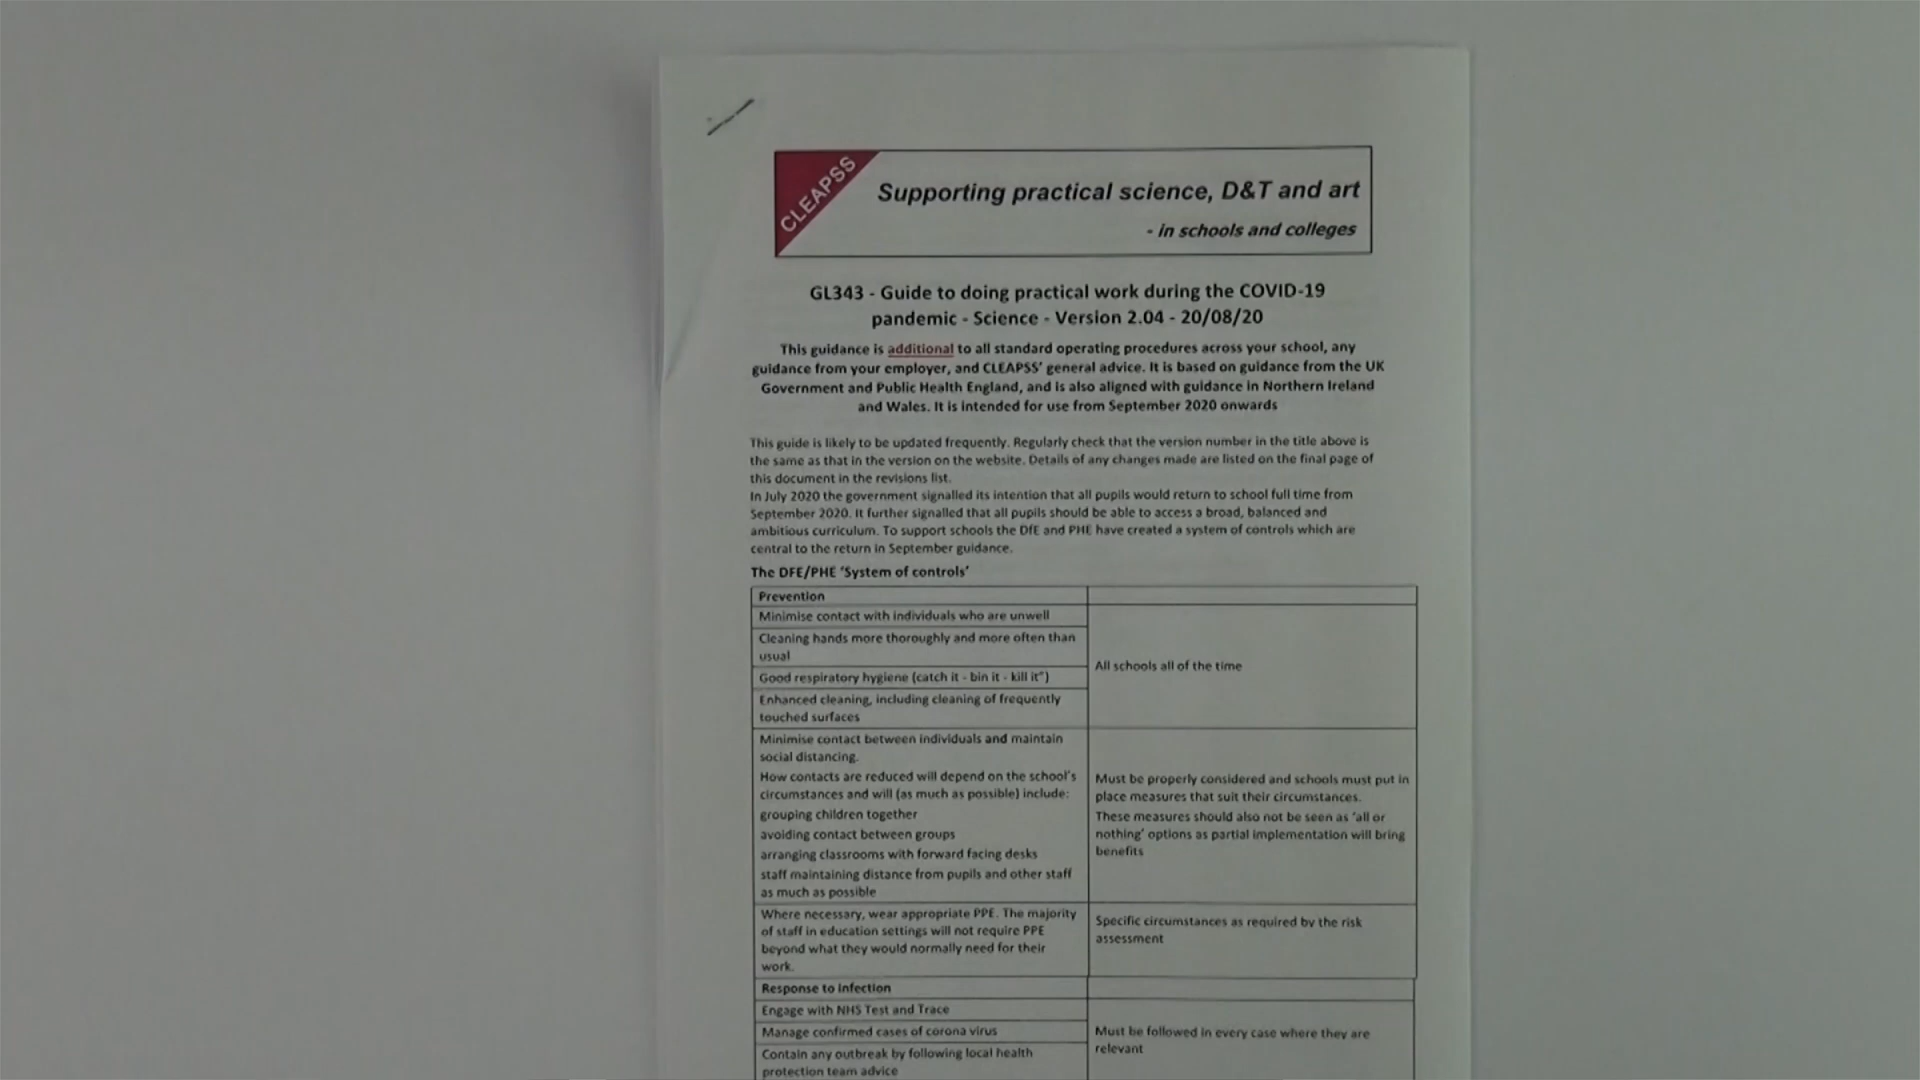 CLEAPSS
Supporting practical science, D&T and art
- in schools and colleges
GL343 - Guide to doing practical work during the COVID-19
pandemic - Science - Version 2.04 - 20/08/20
This guidance is additional to all standard operating procedures across your school, any
guidance from your employer, and CLEAPSS' general advice. It is based on guidance from the UK
Government and Public Health England, and is also aligned with guidance in Northern Ireland
and Wales. It is intended for use from September 2020 onwards
This guide is likely to be updated frequently. Regularly check that the version number in the title above is
the same as that in the version on the website. Details of any changes made are listed on the final page of
this document in the revisions list.
In July 2020 the government signalled its intention that all pupils would return to school full time from
September 2020. It further signalled that all pupils should be able to access a broad, balanced and
ambitious curriculum. To support schools the DfE and PHE have created a system of controls which are
central to the return in September guidance.
The DFE/PHE 'System of controls'
Prevention
Minimise contact with individuals who are unwell
Cleaning hands more thoroughly and more often than
usual
Good respiratory hygiene (catch it - bin it - kill it")
Enhanced cleaning, including cleaning of frequently
touched surfaces
All schools all of the time
Minimise contact between individuals and maintain
social distancing.
How contacts are reduced will depend on the school's
circumstances and will (as much as possible) include:
grouping children together
avoiding contact between groups
arranging classrooms with forward facing desks
staff maintaining distance from pupils and other staff
as much as possible
Must be properly considered and schools must put in
place measures that suit their circumstances.
These measures should also not be seen as 'all or
nothing' options as partial implementation will bring
benefits
Where necessary, wear appropriate PPE. The majority
of staff in education settings will not require PPE
beyond what they would normally need for their
work.
Specific circumstances as required by the risk
assessment
Response to Infection
Engage with NHS Test and Trace
Manage confirmed cases of corona virus
Contain any outbreak by following local health
protection team advice
Must be followed in every case where they are
relevant